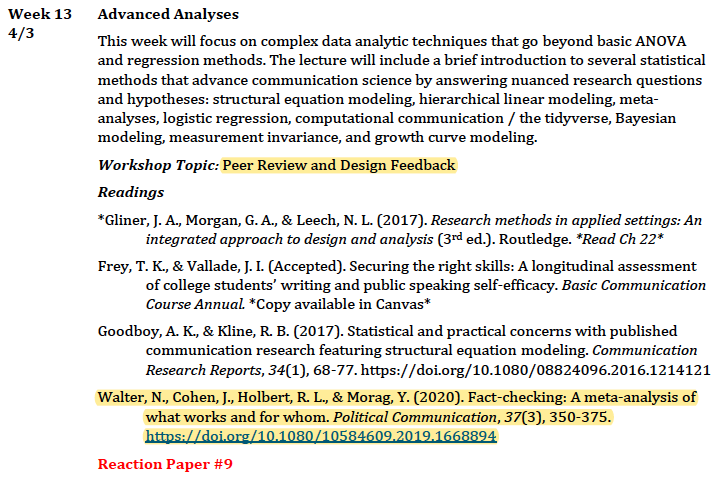 Week 13 Advanced Analyses
4/3
This week will focus on complex data analytic techniques that go beyond basic ANOVA
and regression methods. The lecture will include a brief introduction to several statistical
methods that advance communication science by answering nuanced research questions
and hypotheses: structural equation modeling, hierarchical linear modeling, meta-
analyses, logistic regression, computational communication / the tidyverse, Bayesian
modeling, measurement invariance, and growth curve modeling.
Workshop Topic: Peer Review and Design Feedback
Readings
*Gliner, J. A., Morgan, G. A., & Leech, N. L. (2017). Research methods in applied settings: An
integrated approach to design and analysis (3rd ed.). Routledge. *Read Ch 22*
Frey, T. K., & Vallade, J. I. (Accepted). Securing the right skills: A longitudinal assessment
of college students’ writing and public speaking self-efficacy. Basic Communication
Course Annual. *Copy available in Canvas*
Goodboy, A. K., & Kline, R. B. (2017). Statistical and practical concerns with published
communication research featuring structural equation modeling. Communication
Research Reports, 34(1), 68-77. https://doi.org/10.1080/08824096.2016.1214121
Walter, N., Cohen, J., Holbert, R. L., & Morag, Y. (2020). Fact-checking: A meta-analysis of
what works and for whom. Political Communication, 37(3), 350-375.
https://doi.org/10.1080/10584609.2019.1668894
Reaction Paper #9